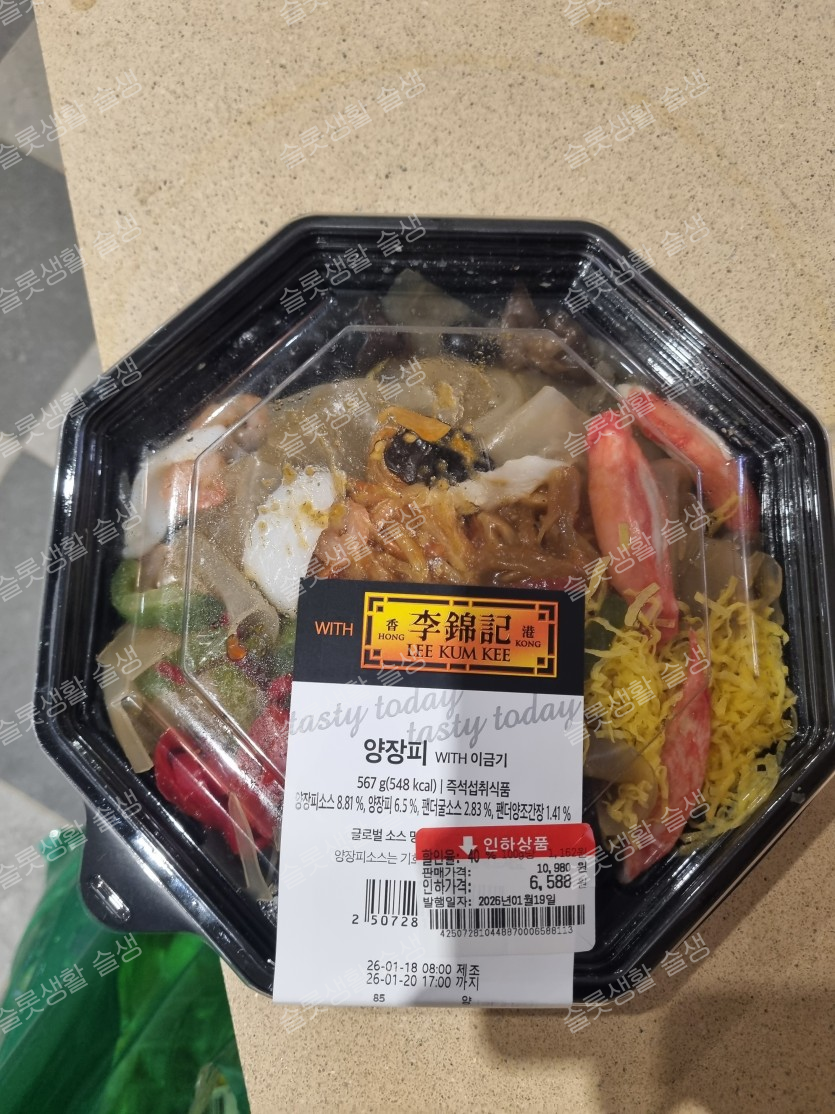 슬롯생활 슬생
WITH
香 李錦記 港
HONG LEE KUM KEE KONG
tasty today
tasty today
양장피 WITH 이금기
567 g(548 kcal) | 즉석섭취식품
양장피소스 8.81 %, 양장피 6.5 %, 팬더굴소스 2.83 %, 팬더양조간장 1.41 %
글로벌 소스
양장피소스는
인하상품
할인율: 40 %
판매가격: 10,980 원
인하가격: 6,588 원
발행일자: 2026년01월19일
2 50728
26-01-18 08:00 제조
26-01-20 17:00 까지
85